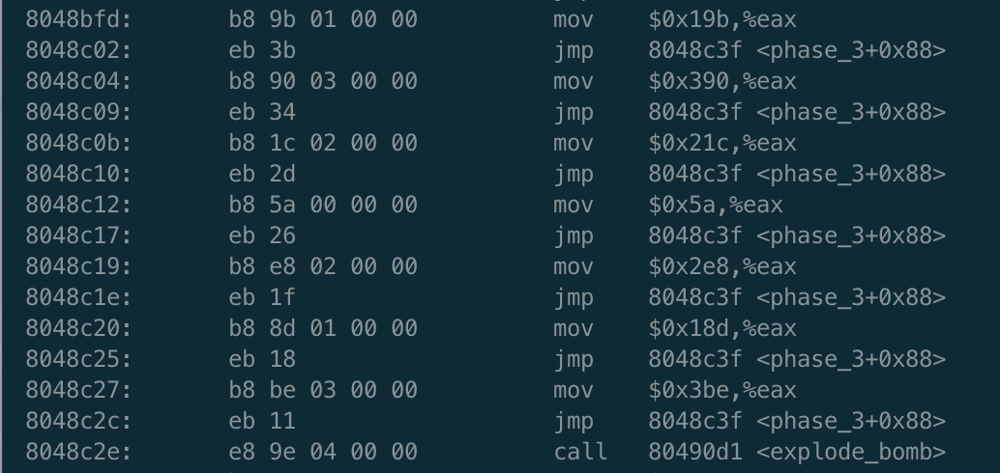 8048bfd: b8 9b 01 00 00 mov $0x19b,%eax
8048c02: eb 3b jmp 8048c3f <phase_3+0x88>
8048c04: b8 90 03 00 00 mov $0x390,%eax
8048c09: eb 34 jmp 8048c3f <phase_3+0x88>
8048c0b: b8 1c 02 00 00 mov $0x21c,%eax
8048c10: eb 2d jmp 8048c3f <phase_3+0x88>
8048c12: b8 5a 00 00 00 mov $0x5a,%eax
8048c17: eb 26 jmp 8048c3f <phase_3+0x88>
8048c19: b8 e8 02 00 00 mov $0x2e8,%eax
8048c1e: eb 1f jmp 8048c3f <phase_3+0x88>
8048c20: b8 8d 01 00 00 mov $0x18d,%eax
8048c25: eb 18 jmp 8048c3f <phase_3+0x88>
8048c27: b8 be 03 00 00 mov $0x3be,%eax
8048c2c: eb 11 jmp 8048c3f <phase_3+0x88>
8048c2e: e8 9e 04 00 00 call 80490d1 <explode_bomb>